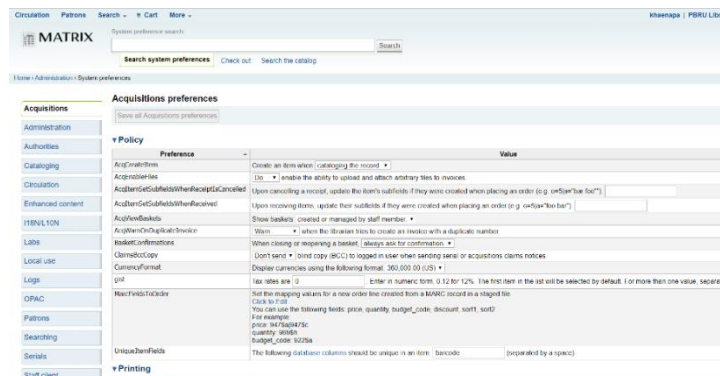 Circulation Patrons Search Cart More
khaenapa | PBRU Libr
MATRIX
System preference search:
Search
Search system preferences Check out Search the catalog
Home › Administration › System preferences
Acquisitions
Administration
Authorities
Cataloging
Circulation
Enhanced content
I18N/L10N
Labs
Local use
Logs
OPAC
Patrons
Searching
Serials
Staff client
Acquisitions preferences
Save all Acquisitions preferences
Policy
Preference Value
AcqCreateItem Create an item when cataloging the record
AcqEnableFiles Do enable the ability to upload and attach arbitrary files to invoices.
AcqItemSetSubfieldsWhenReceiptIsCancelled Upon cancelling a receipt, update the item's subfields if they were created when placing an order (e.g. o=5|a="bar foo").
AcqItemSetSubfieldsWhenReceived Upon receiving items, update their subfields if they were created when placing an order (e.g. o=5|a="foo bar").
AcqViewBaskets Show baskets created or managed by staff member.
AcqWarnOnDuplicateInvoice Warn when the librarian tries to create an invoice with a duplicate number.
BasketConfirmations When closing or reopening a basket, always ask for confirmation.
ClaimsBccCopy Don't send blind copy (BCC) to logged in user when sending serial or acquisitions claims notices.
CurrencyFormat Display currencies using the following format: 360,000.00 (US)
gist Tax rates are 0 Enter in numeric form, 0.12 for 12%. The first item in the list will be selected by default. For more than one value, separa
MarcFieldsToOrder Set the mapping values for a new order line created from a MARC record in a staged file.
Click to Edit
You can use the following fields: price, quantity, budget_code, discount, sort1, sort2
For example:
price: 947$a|947$c
quantity: 969$h
budget_code: 922$a
UniqueItemFields The following database columns should be unique in an item: barcode (separated by a space)
Printing